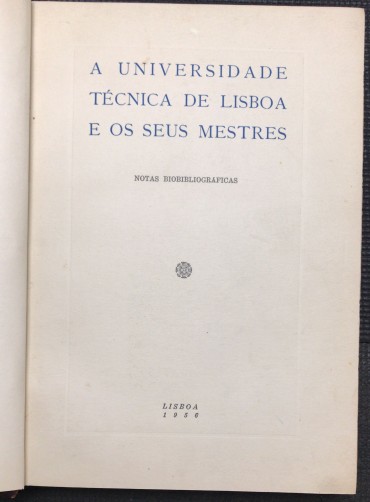 A UNIVERSIDADE
TÉCNICA DE LISBOA
E OS SEUS MESTRES
NOTAS BIOBIBLIOGRÁFICAS
LISBOA
1956